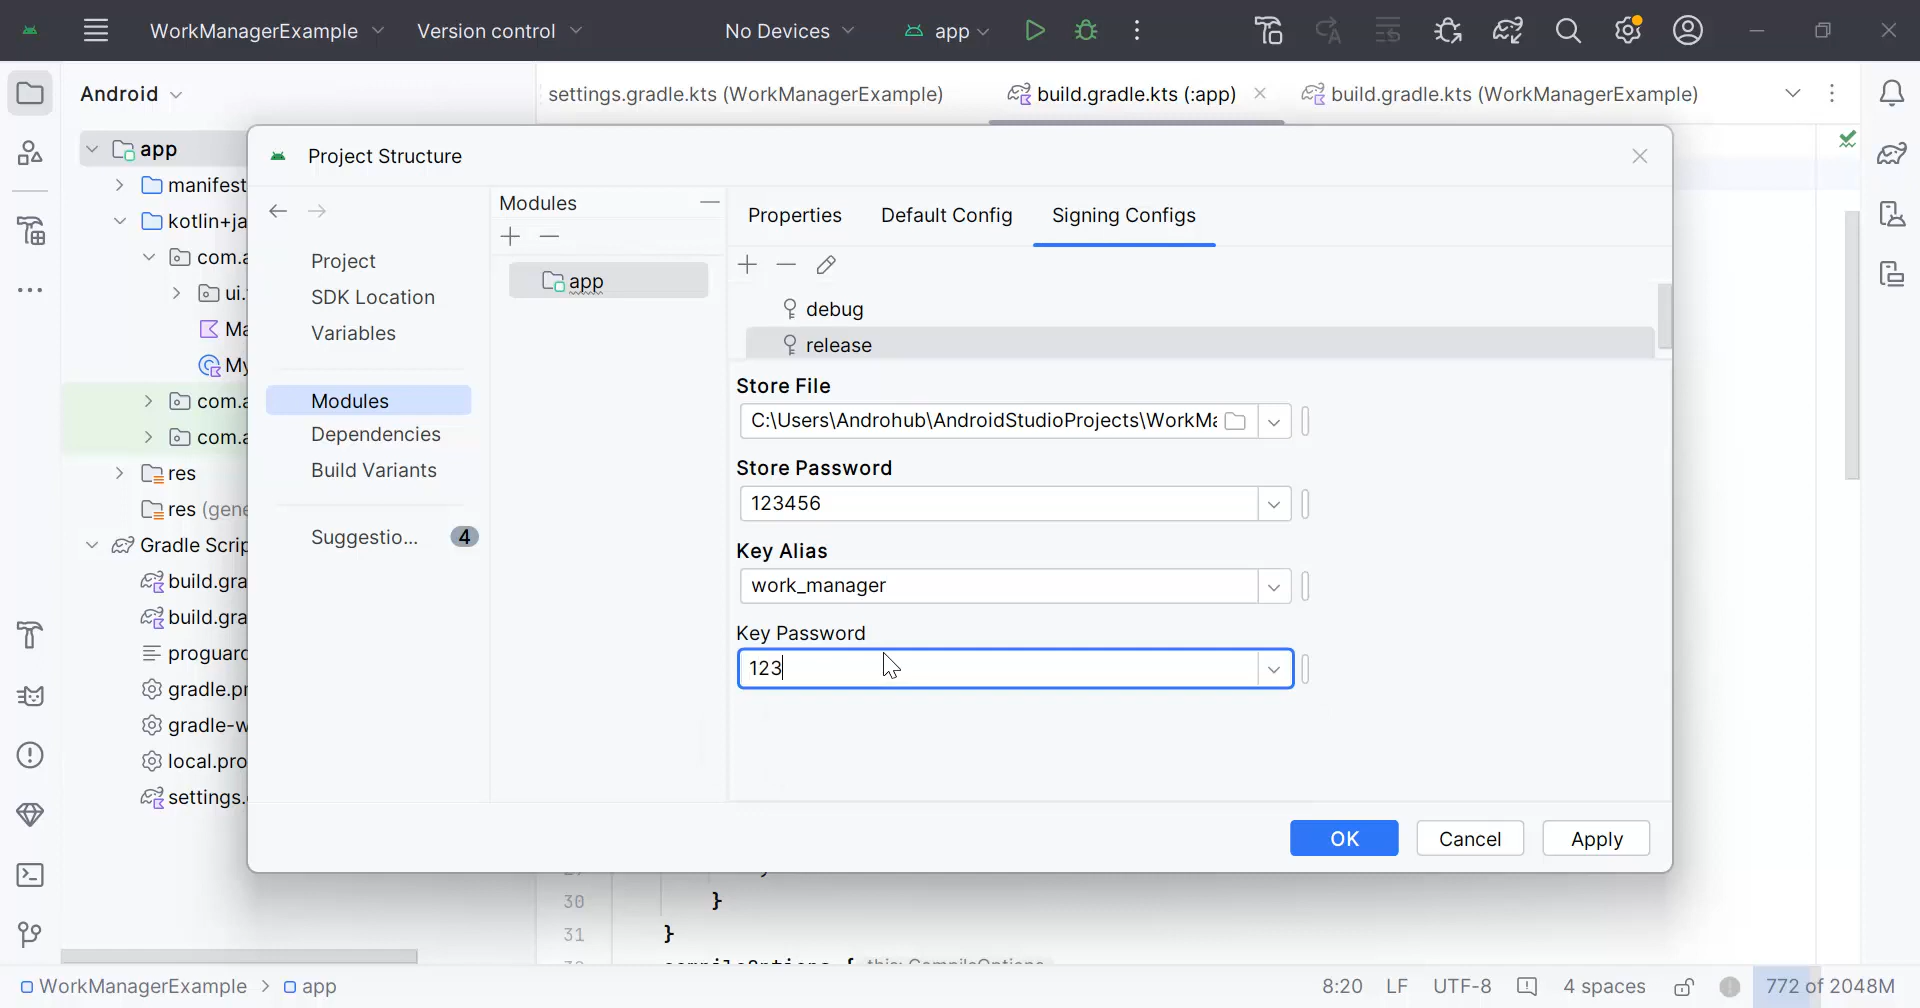 WorkManagerExample Version control No Devices app
Android
settings.gradle.kts (WorkManagerExample) build.gradle.kts (:app) build.gradle.kts (WorkManagerExample)
app
manifest
kotlin+ja
com.a
ui.
Ma
My
com.a
com.a
res
res (gene
Gradle Scrip
build.gra
build.gra
proguard
gradle.pr
gradle-w
local.pro
settings.
Project Structure
Project
SDK Location
Variables
Modules
Dependencies
Build Variants
Suggestio... 4
Modules
app
Properties Default Config Signing Configs
debug
release
Store File
C:\Users\Androhub\AndroidStudioProjects\WorkMa
Store Password
123456
Key Alias
work_manager
Key Password
123
OK Cancel Apply
30 }
31 }
compileOptions { this: CompileOptions
WorkManagerExample > app 8:20 LF UTF-8 4 spaces 772 of 2048M